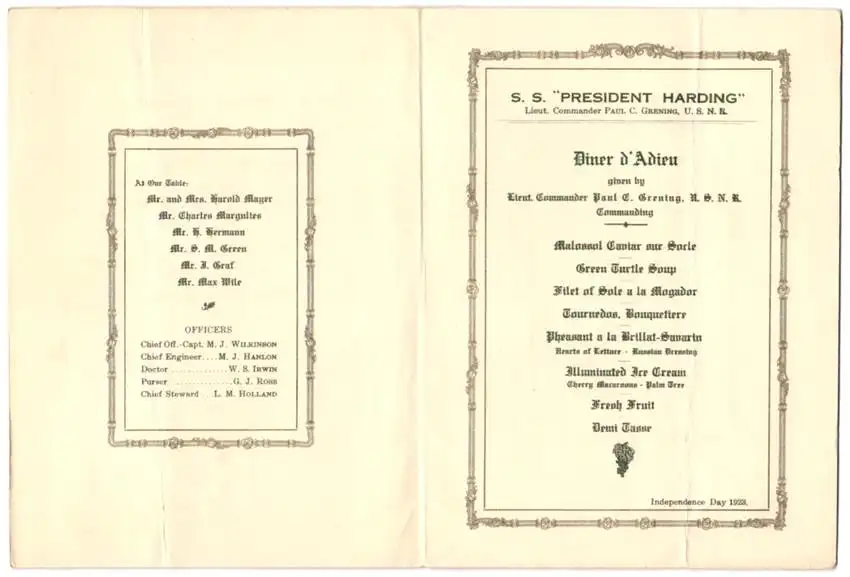 At Our Table:
Mr. and Mrs. Harold Mayer
Mr. Charles Margulies
Mr. H. Hermann
Mr. S. M. Green
Mr. J. Graf
Mr. Max Wile
OFFICERS
Chief Off.-Capt. M. J. WILKINSON
Chief Engineer.... M. J. HANLON
Doctor .............. W. S. IRWIN
Purser .............. G. J. ROSS
Chief Steward .. L. M. HOLLAND
S. S. "PRESIDENT HARDING"
Lieut. Commander PAUL C. GRENING, U. S. N. R.
Diner d'Adieu
given by
Lieut. Commander Paul C. Grening, U. S. N. R.
Commanding
Malossol Caviar sur Socle
Green Turtle Soup
Filet of Sole a la Mogador
Tournedos, Bouquetiere
Pheasant a la Brillat-Savarin
Hearts of Lettuce - Russian Dressing
Illuminated Ice Cream
Cherry Macaroons - Palm Tree
Fresh Fruit
Demi Tasse
Independence Day 1923.